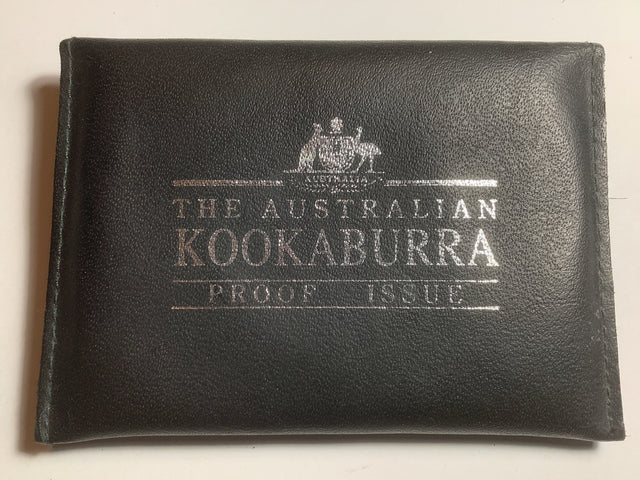 AUSTRALIA
THE AUSTRALIAN
KOOKABURRA
PROOF ISSUE